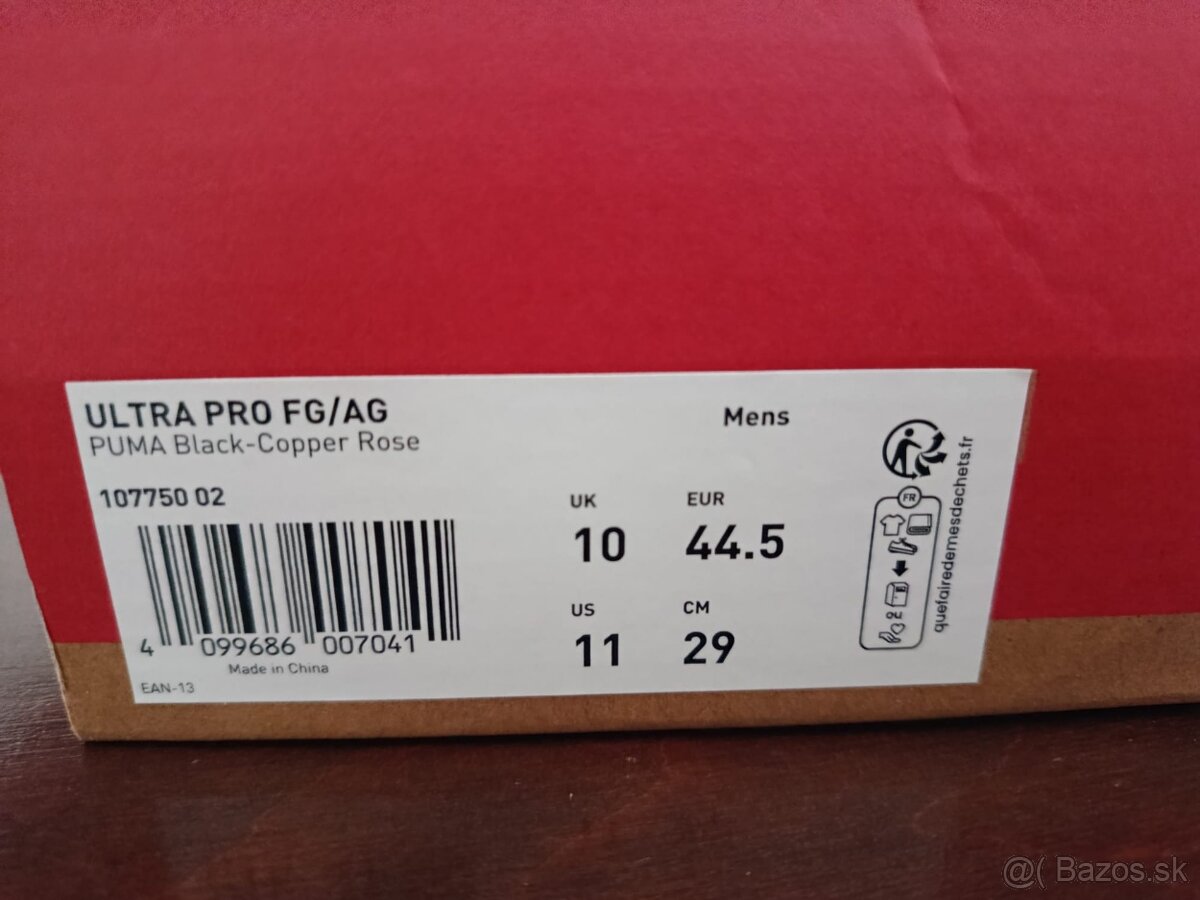 ULTRA PRO FG/AG
PUMA Black-Copper Rose
Mens
107750 02
UK
10
EUR
44.5
US
11
CM
29
4 099686 007041
Made in China
EAN-13
FR
quefairedemesdechets.fr
@( Bazos.sk